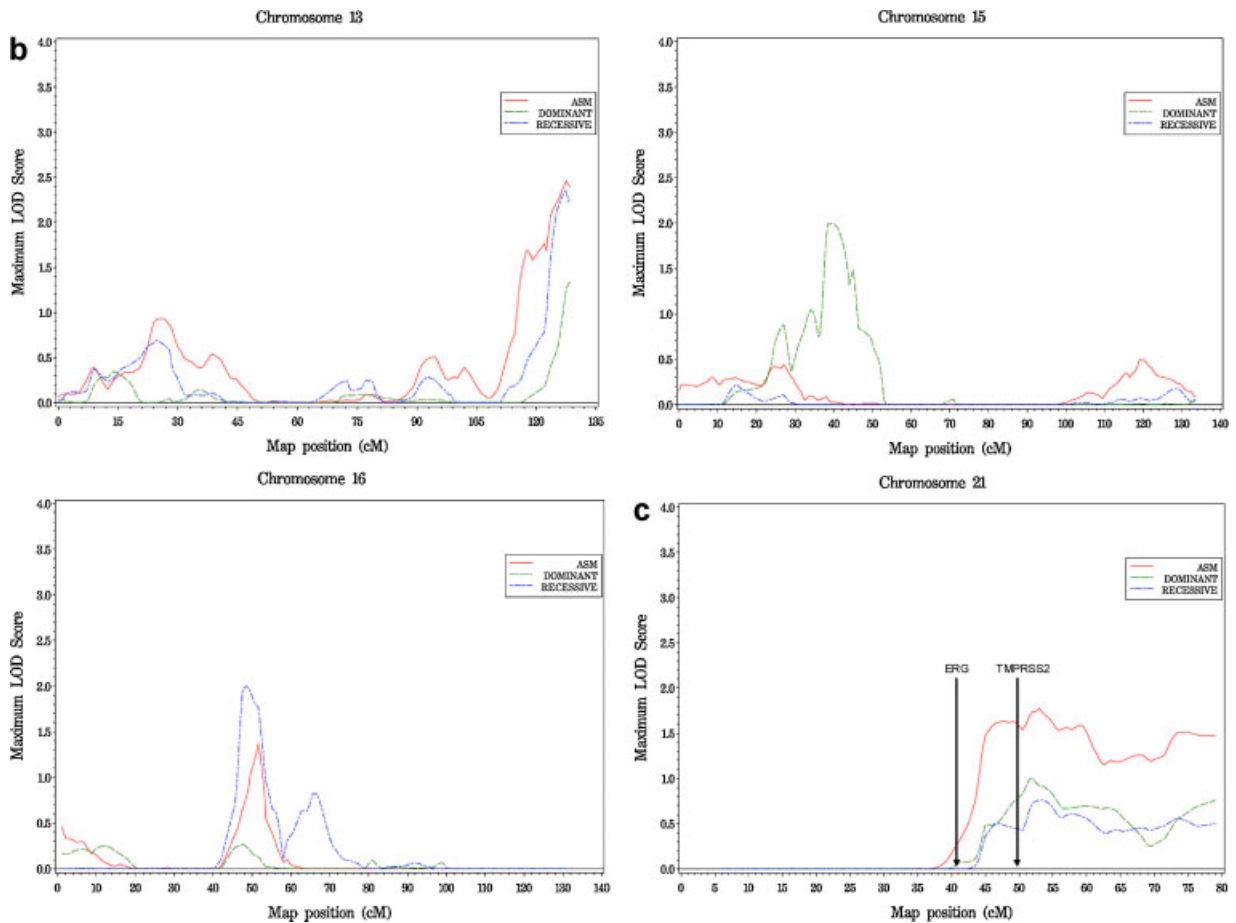 Chromosome 13
b
4.0
3.5
3.0
2.5
2.0
1.5
1.0
0.5
0.0
Maximum LOD Score
ASM
DOMINANT
RECESSIVE
0 15 30 45 60 75 90 105 120 135
Map position (cM)
Chromosome 15
4.0
3.5
3.0
2.5
2.0
1.5
1.0
0.5
0.0
Maximum LOD Score
ASM
DOMINANT
RECESSIVE
0 10 20 30 40 50 60 70 80 90 100 110 120 130 140
Map position (cM)
Chromosome 16
4.0
3.5
3.0
2.5
2.0
1.5
1.0
0.5
0.0
Maximum LOD Score
ASM
DOMINANT
RECESSIVE
0 10 20 30 40 50 60 70 80 90 100 110 120 130 140
Map position (cM)
Chromosome 21
c
4.0
3.5
3.0
2.5
2.0
1.5
1.0
0.5
0.0
Maximum LOD Score
ASM
DOMINANT
RECESSIVE
ERG TMPRSS2
0 5 10 15 20 25 30 35 40 45 50 55 60 65 70 75 80
Map position (cM)